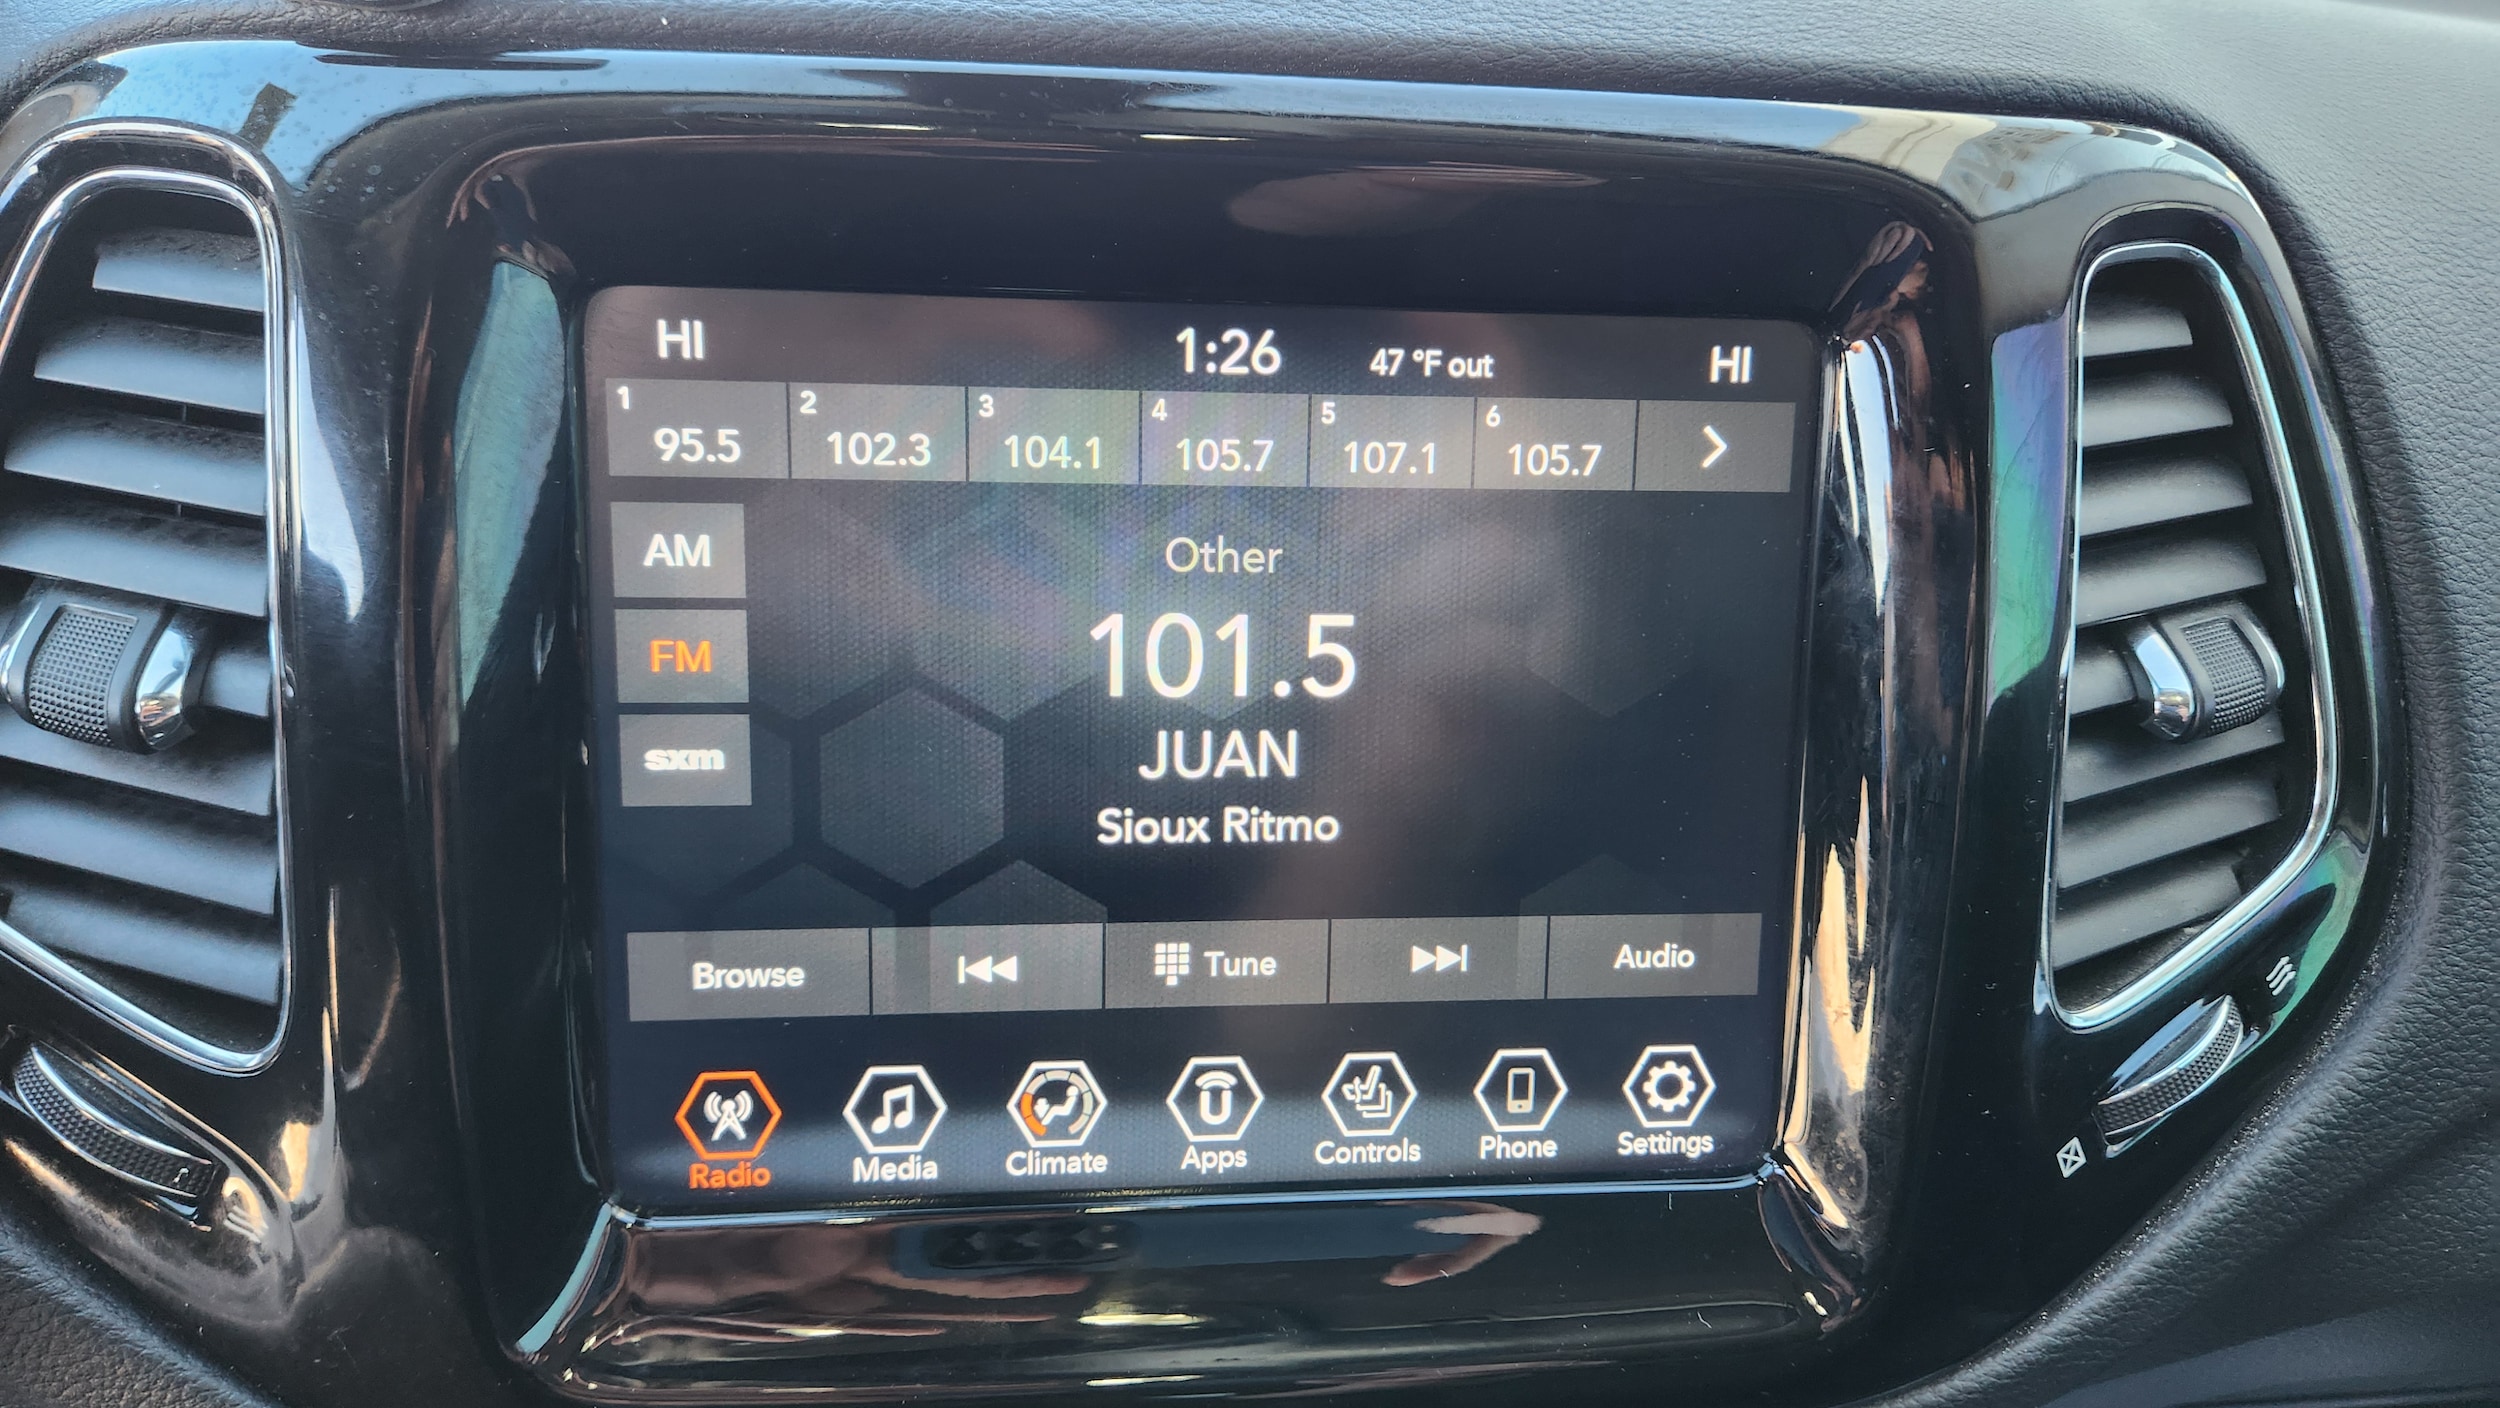 HI 1:26 47 °F out HI
1 2 3 4 5 6
95.5 102.3 104.1 105.7 107.1 105.7
AM
FM
sxm
Other
101.5
JUAN
Sioux Ritmo
Browse Tune Audio
Radio Media Climate Apps Controls Phone Settings